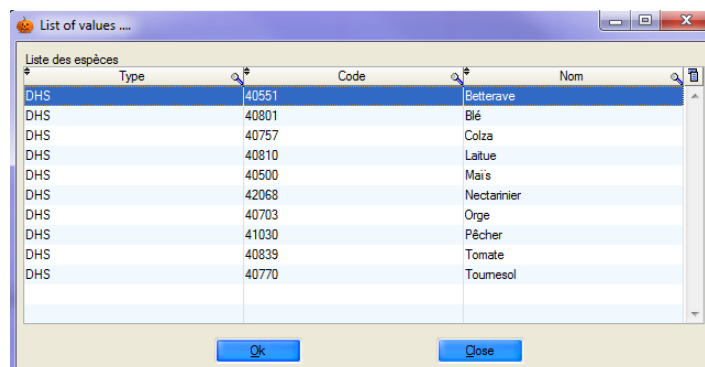 List of values ....
Liste des espèces
Type Code Nom
DHS 40551 Betterave
DHS 40801 Blé
DHS 40757 Colza
DHS 40810 Laitue
DHS 40500 Maïs
DHS 42068 Nectarinier
DHS 40703 Orge
DHS 41030 Pêcher
DHS 40839 Tomate
DHS 40770 Tournesol
Ok Close